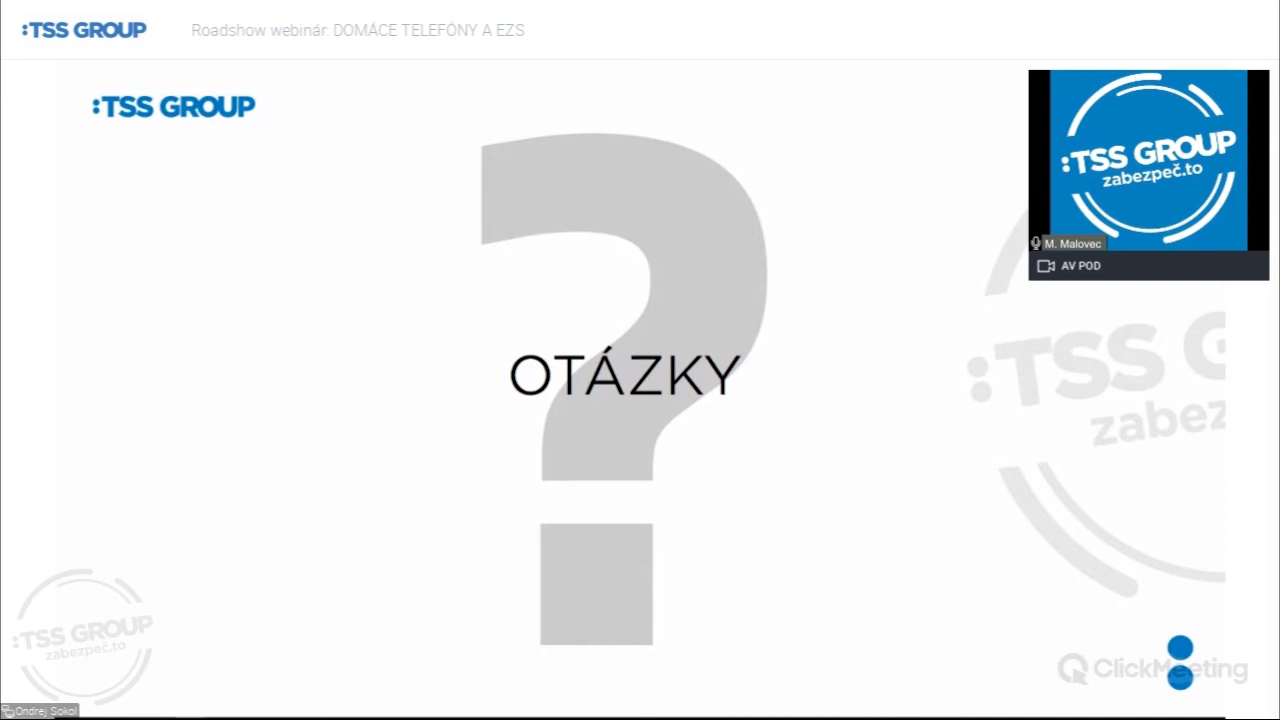 :TSS GROUP
Roadshow webinár: DOMÁCE TELEFÓNY A EZS
:TSS GROUP
:TSS GROUP
zabezpeč.to
M. Malovec
AV POD
?
OTÁZKY
:TSS G
zabez
:TSS GROUP
zabezpeč.to
ClickMeeting
Ondrej Sokol